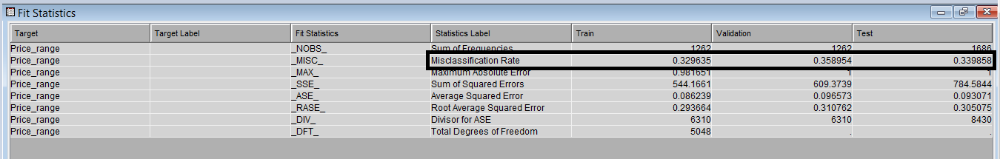 Fit Statistics
Target Target Label Fit Statistics Statistics Label Train Validation Test
Price_range _NOBS_ Sum of Frequencies 1262 1262 1686
Price_range _MISC_ Misclassification Rate 0.329635 0.358954 0.339858
Price_range _MAX_ Maximum Absolute Error 0.981651 1 1
Price_range _SSE_ Sum of Squared Errors 544.1661 609.3739 784.5844
Price_range _ASE_ Average Squared Error 0.086239 0.096573 0.093071
Price_range _RASE_ Root Average Squared Error 0.293664 0.310762 0.305075
Price_range _DIV_ Divisor for ASE 6310 6310 8430
Price_range _DFT_ Total Degrees of Freedom 5048 . .